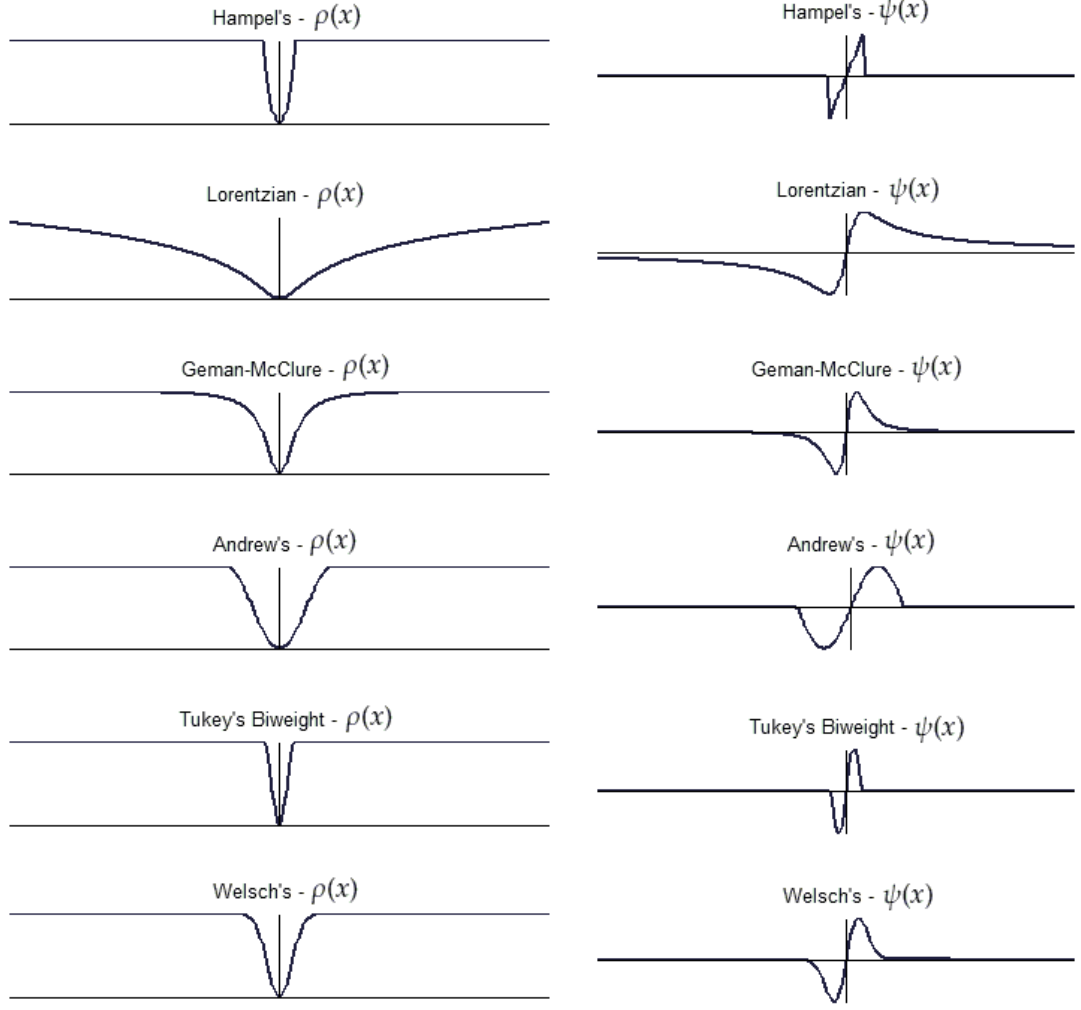 Hampel's - ρ(x)
Hampel's - ψ(x)
Lorentzian - ρ(x)
Lorentzian - ψ(x)
Geman-McClure - ρ(x)
Geman-McClure - ψ(x)
Andrew's - ρ(x)
Andrew's - ψ(x)
Tukey's Biweight - ρ(x)
Tukey's Biweight - ψ(x)
Welsch's - ρ(x)
Welsch's - ψ(x)